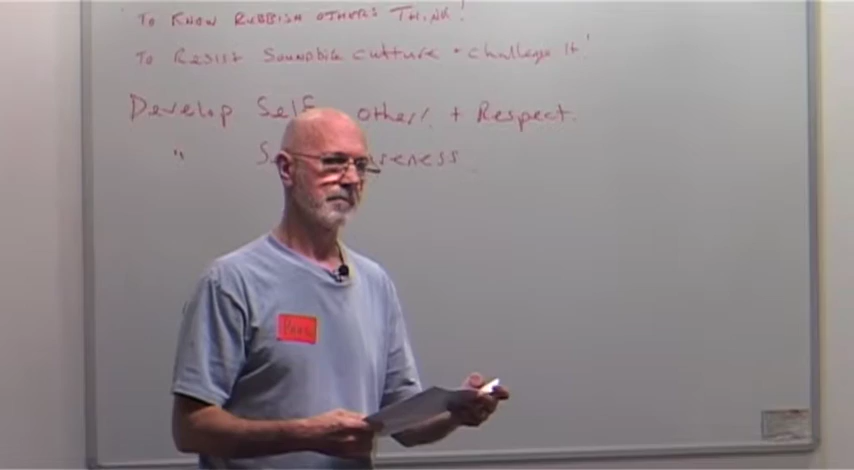 To Know Rubbish others Think!
To Resist Soundbite culture + challenge It!
Develop Self others + Respect.
"